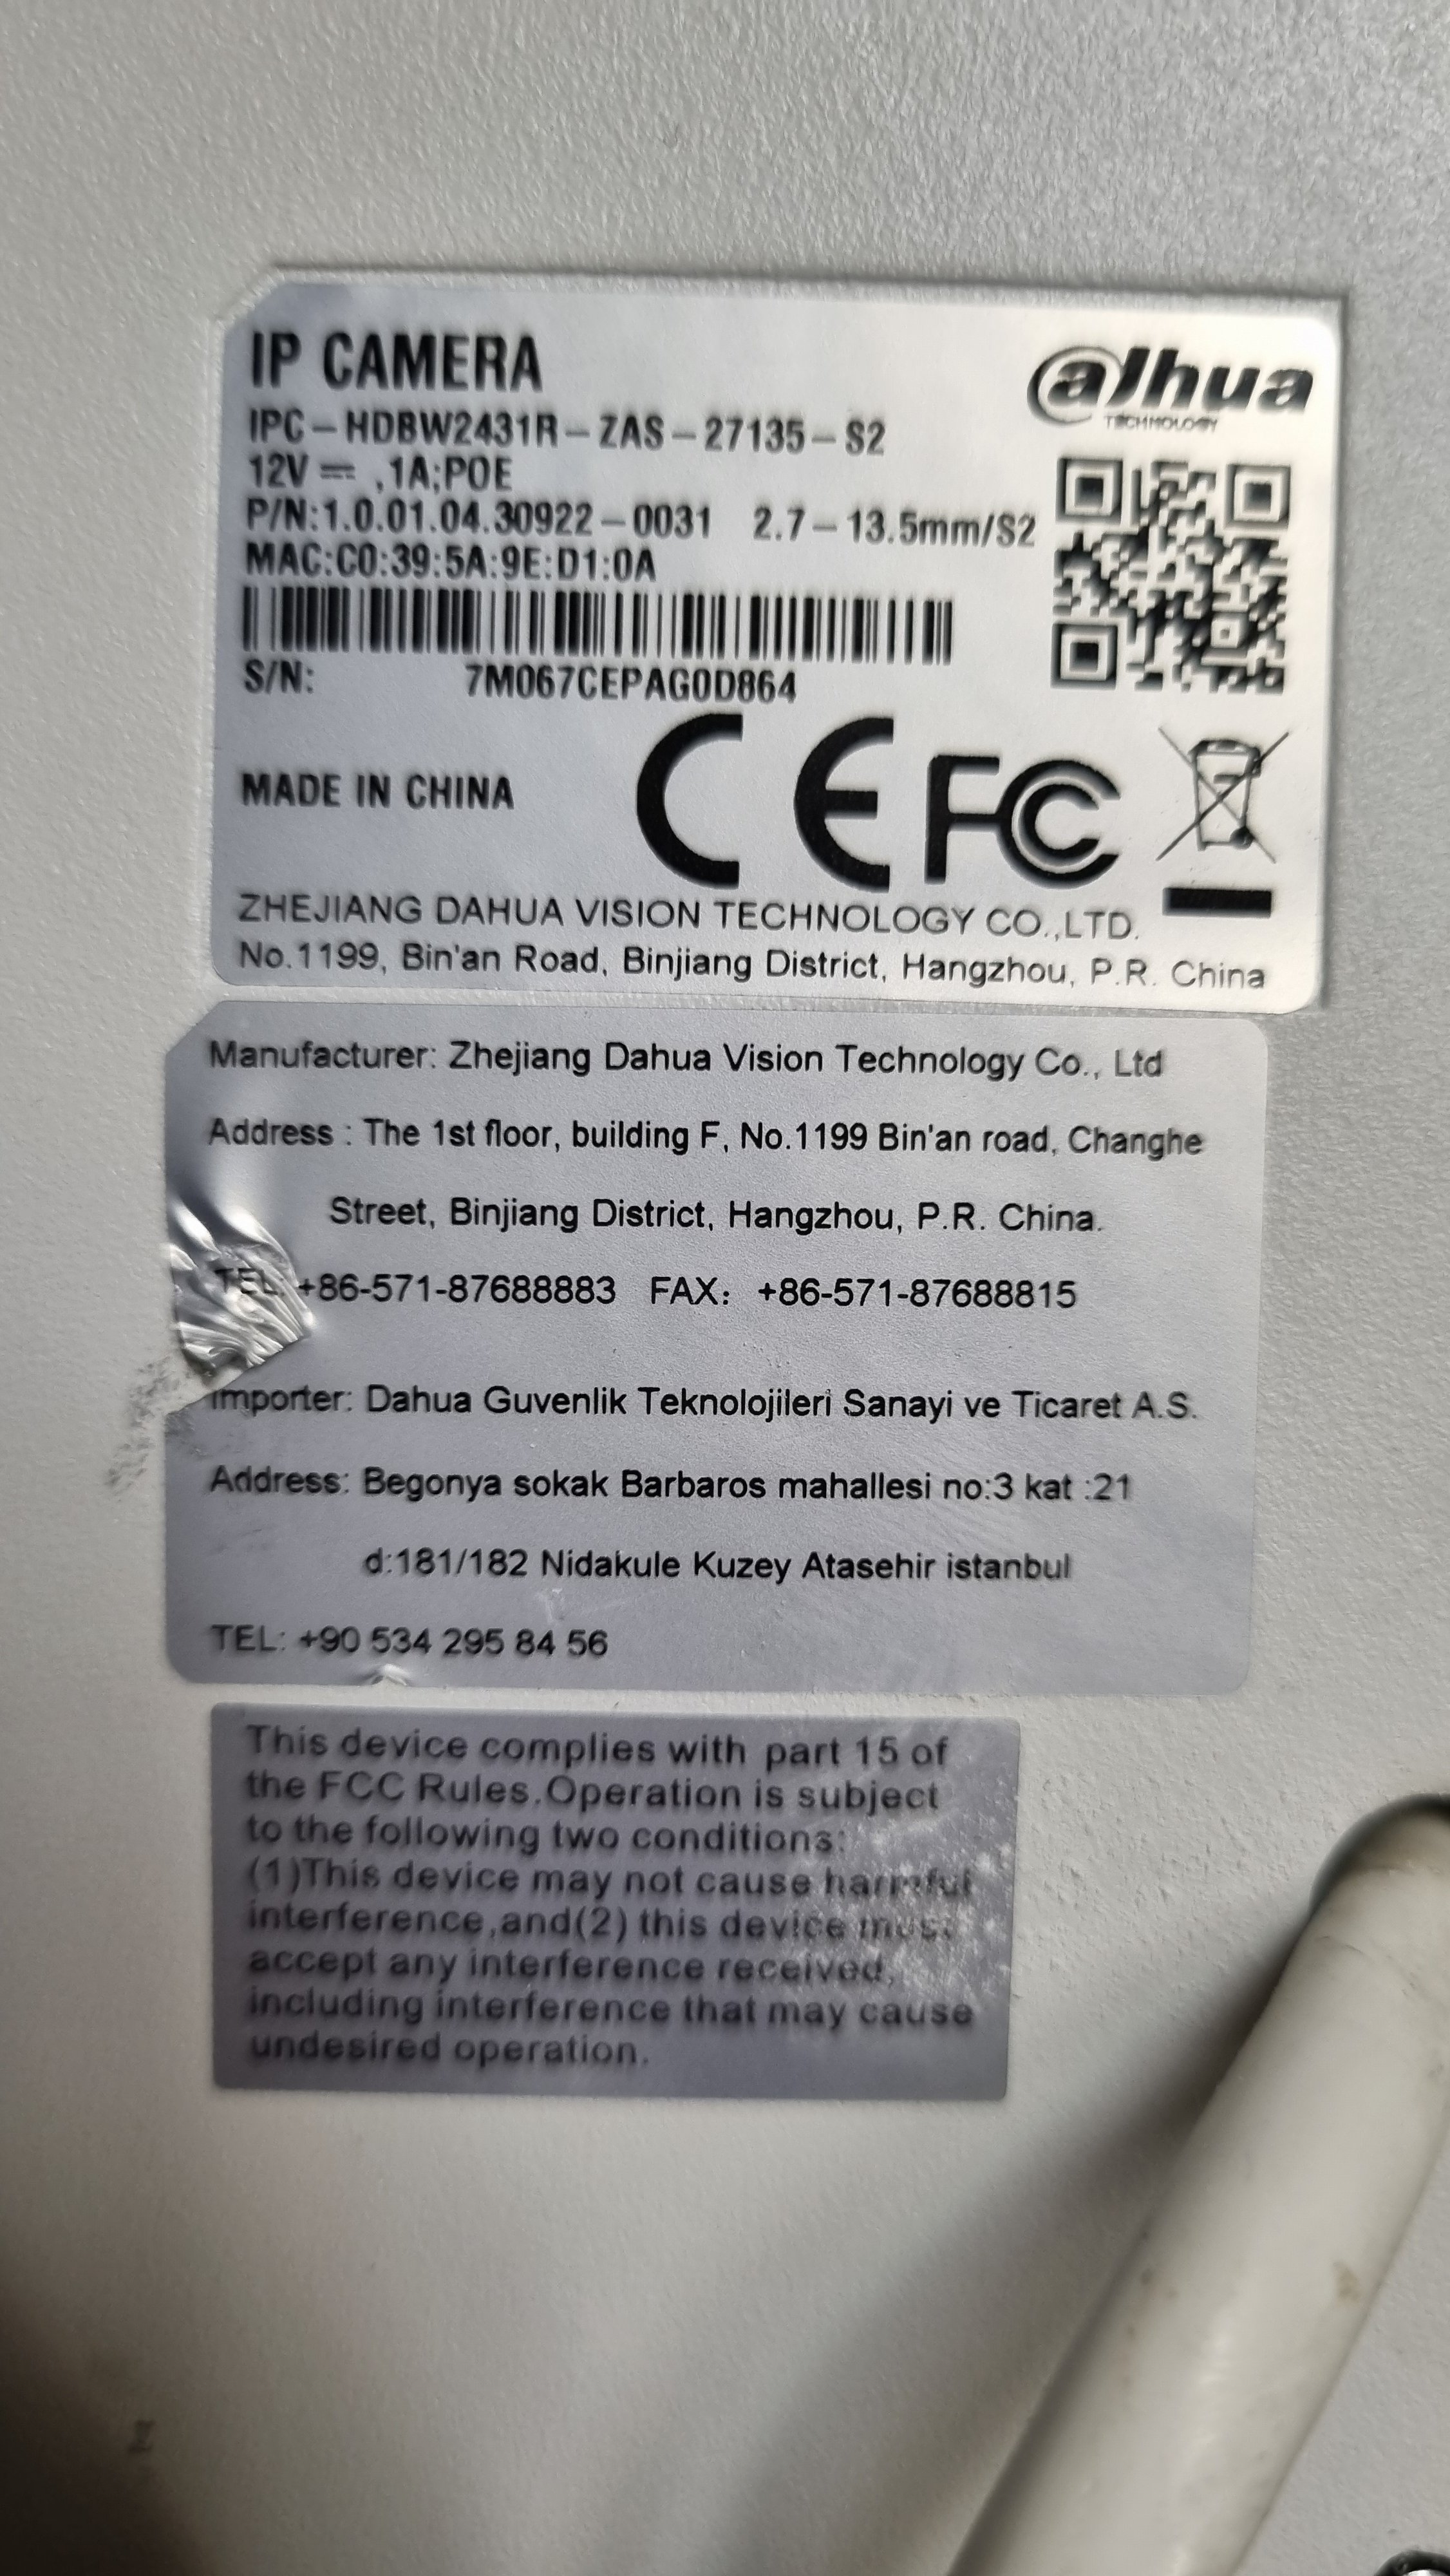 IP CAMERA
alhua
TECHNOLOGY
IPC-HDBW2431R-ZAS-27135-S2
12V⎓,1A;POE
P/N:1.0.01.04.30922-0031 2.7-13.5mm/S2
MAC:C0:39:5A:9E:D1:0A
S/N: 7M067CEPAG0D864
MADE IN CHINA
CE FC
ZHEJIANG DAHUA VISION TECHNOLOGY CO.,LTD.
No.1199, Bin'an Road, Binjiang District, Hangzhou, P.R. China
Manufacturer: Zhejiang Dahua Vision Technology Co., Ltd
Address : The 1st floor, building F, No.1199 Bin'an road, Changhe
Street, Binjiang District, Hangzhou, P.R. China.
TEL: +86-571-87688883 FAX: +86-571-87688815
Importer: Dahua Guvenlik Teknolojileri Sanayi ve Ticaret A.S.
Address: Begonya sokak Barbaros mahallesi no:3 kat :21
d:181/182 Nidakule Kuzey Atasehir istanbul
TEL: +90 534 295 84 56
This device complies with part 15 of
the FCC Rules.Operation is subject
to the following two conditions:
(1)This device may not cause harmful
interference,and(2) this device must
accept any interference received,
including interference that may cause
undesired operation.